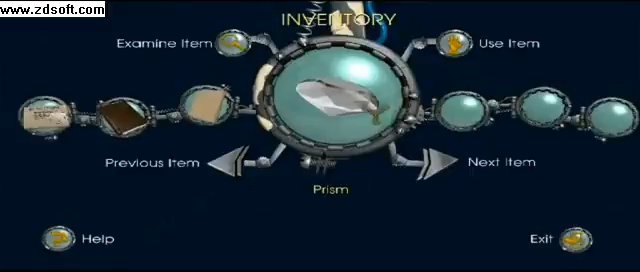 www.zdsoft.com
INVENTORY
Examine Item
Use Item
Previous Item
Next Item
Prism
Help
Exit